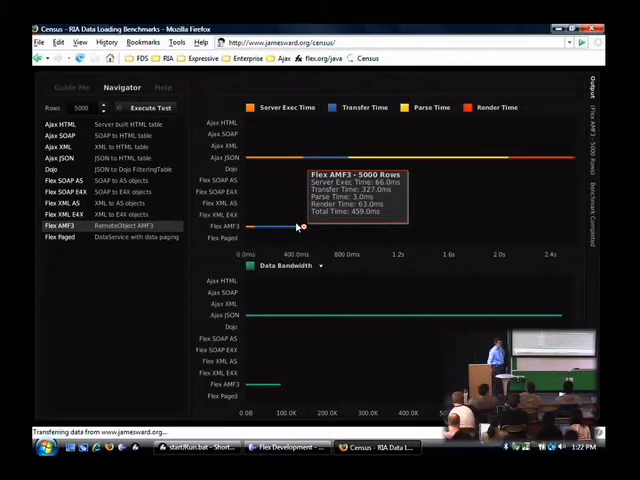 Census - RIA Data Loading Benchmarks - Mozilla Firefox
File Edit View History Bookmarks Tools Help
http://www.jamesward.org/census/
FDS RIA Expressive Enterprise Ajax flex.org/java Census
Guide Me Navigator Help
Rows 5000 Execute Test
Ajax HTML Server built HTML table
Ajax SOAP SOAP to HTML table
Ajax XML XML to HTML table
Ajax JSON JSON to HTML table
Dojo JSON to Dojo FilteringTable
Flex SOAP AS SOAP to AS objects
Flex SOAP E4X SOAP to E4X objects
Flex XML AS XML to AS objects
Flex XML E4X XML to E4X objects
Flex AMF3 RemoteObject AMF3
Flex Paged DataService with data paging
Server Exec Time Transfer Time Parse Time Render Time
Ajax HTML
Ajax SOAP
Ajax XML
Ajax JSON
Dojo
Flex SOAP AS
Flex SOAP E4X
Flex XML AS
Flex XML E4X
Flex AMF3
Flex Paged
Flex AMF3 - 5000 Rows
Server Exec Time: 66.0ms
Transfer Time: 327.0ms
Parse Time: 3.0ms
Render Time: 63.0ms
Total Time: 459.0ms
0.0ms 400.0ms 800.0ms 1.2s 1.6s 2.0s 2.4s
Data Bandwidth
Ajax HTML
Ajax SOAP
Ajax XML
Ajax JSON
Dojo
Flex SOAP AS
Flex SOAP E4X
Flex XML AS
Flex XML E4X
Flex AMF3
Flex Paged
0.00 100.0K 200.0K 300.0K 400.0K
Output (Flex AMF3: 5000 Rows) Benchmark Completed
Transferring data from www.jamesward.org...
start/Run.bat - Short... Flex Development - ... Census - RIA Data L... 1:22 PM